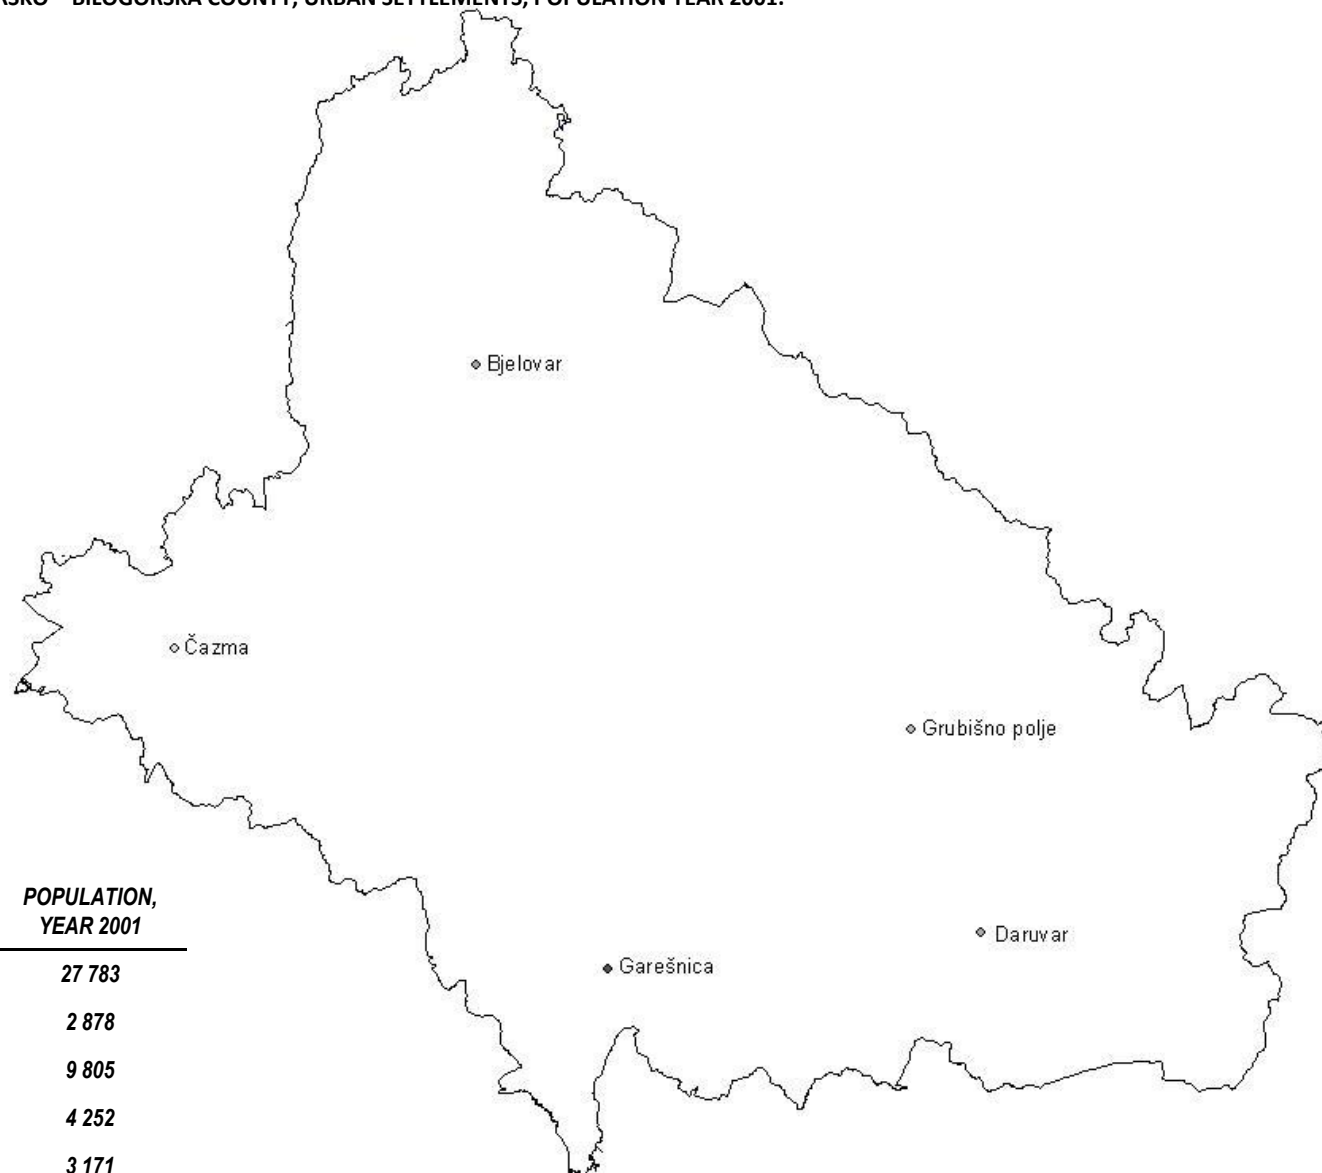 BILOGORSKA COUNTY, URBAN SETTLEMENTS, POPULATION YEAR 2001.
Bjelovar
Čazma
Grubišno polje
Daruvar
Garešnica
POPULATION,
YEAR 2001
27 783
2 878
9 805
4 252
3 171